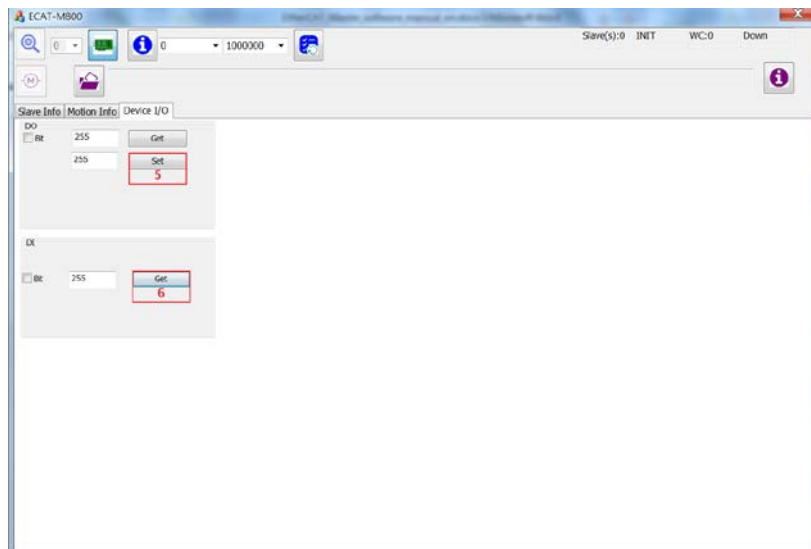 ECAT-M800
0 0 1000000 Slave(s):0 INIT WC:0 Down
Slave Info Motion Info Device I/O
DO
Bit 255 Get
255 Set
5
DI
Bit 255 Get
6